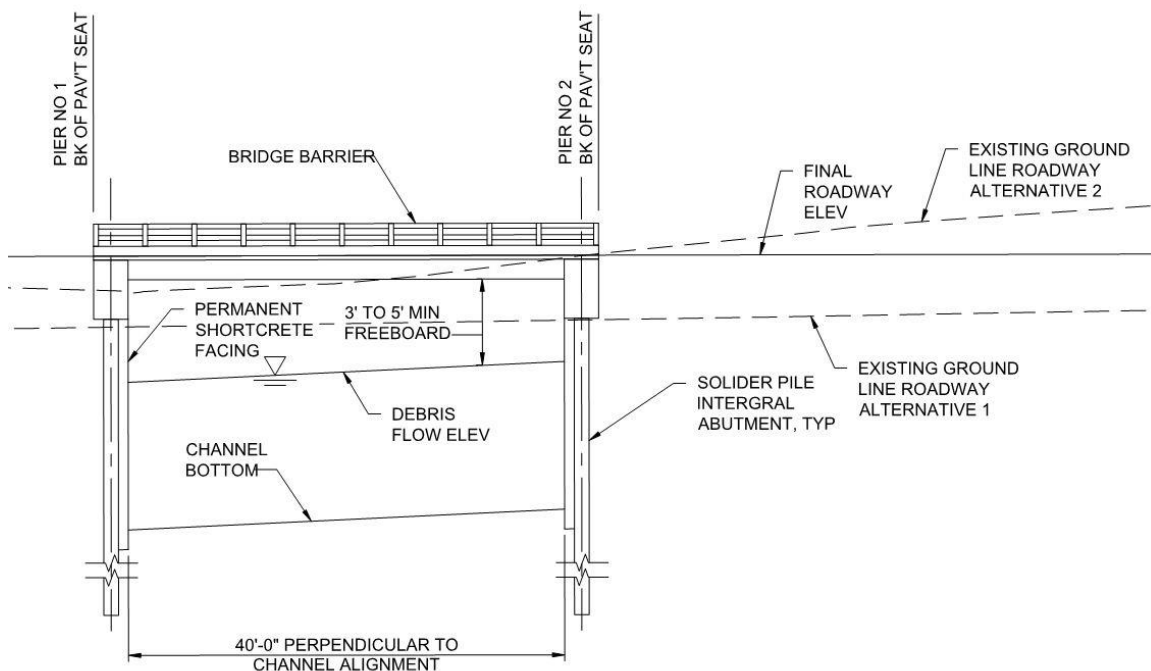 PIER NO 1
BK OF PAV'T SEAT
PIER NO 2
BK OF PAV'T SEAT
BRIDGE BARRIER
FINAL
ROADWAY
ELEV
EXISTING GROUND
LINE ROADWAY
ALTERNATIVE 2
PERMANENT
SHORTCRETE
FACING
3' TO 5' MIN
FREEBOARD
DEBRIS
FLOW ELEV
CHANNEL
BOTTOM
SOLIDER PILE
INTERGRAL
ABUTMENT, TYP
EXISTING GROUND
LINE ROADWAY
ALTERNATIVE 1
40'-0" PERPENDICULAR TO
CHANNEL ALIGNMENT